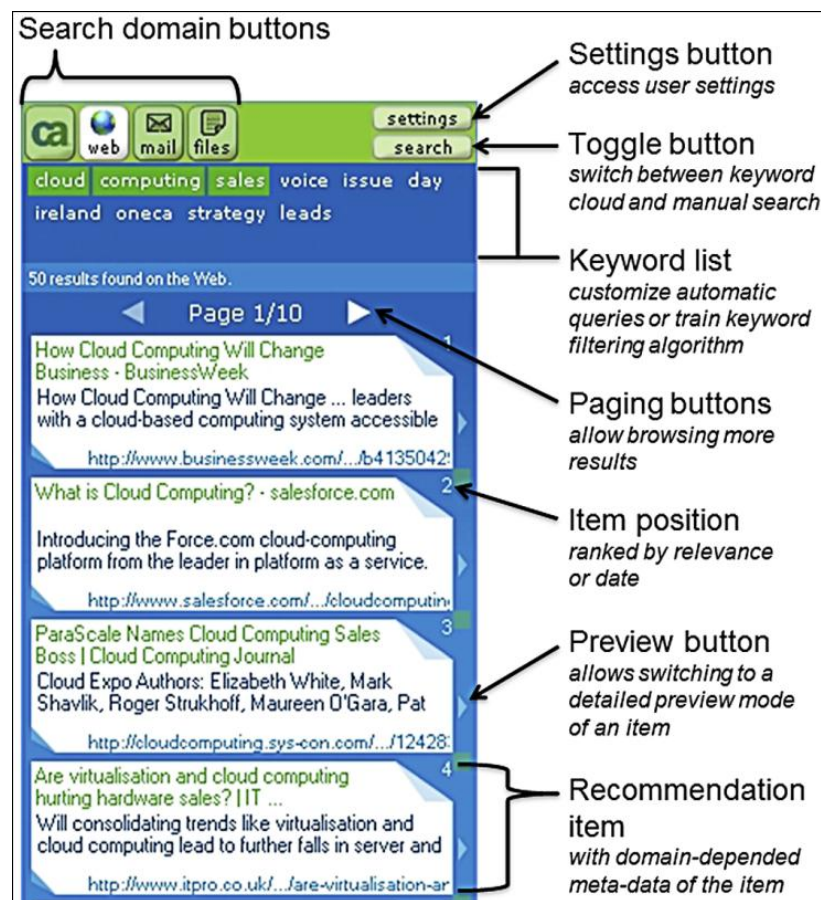 Search domain buttons
Settings button
access user settings
Toggle button
switch between keyword
cloud and manual search
Keyword list
customize automatic
queries or train keyword
filtering algorithm
Paging buttons
allow browsing more
results
Item position
ranked by relevance
or date
Preview button
allows switching to a
detailed preview mode
of an item
Recommendation
item
with domain-depended
meta-data of the item
ca web mail files
settings
search
cloud computing sales voice issue day
ireland oneca strategy leads
50 results found on the Web.
Page 1/10
1
How Cloud Computing Will Change
Business - BusinessWeek
How Cloud Computing Will Change ... leaders
with a cloud-based computing system accessible
http://www.businessweek.com/.../b4135042
2
What is Cloud Computing? - salesforce.com
Introducing the Force.com cloud-computing
platform from the leader in platform as a service.
http://www.salesforce.com/.../cloudcomputing
3
ParaScale Names Cloud Computing Sales
Boss | Cloud Computing Journal
Cloud Expo Authors: Elizabeth White, Mark
Shavlik, Roger Strukhoff, Maureen O'Gara, Pat
http://cloudcomputing.sys-con.com/.../12428
4
Are virtualisation and cloud computing
hurting hardware sales? | IT ...
Will consolidating trends like virtualisation and
cloud computing lead to further falls in server and
http://www.itpro.co.uk/.../are-virtualisation-ar